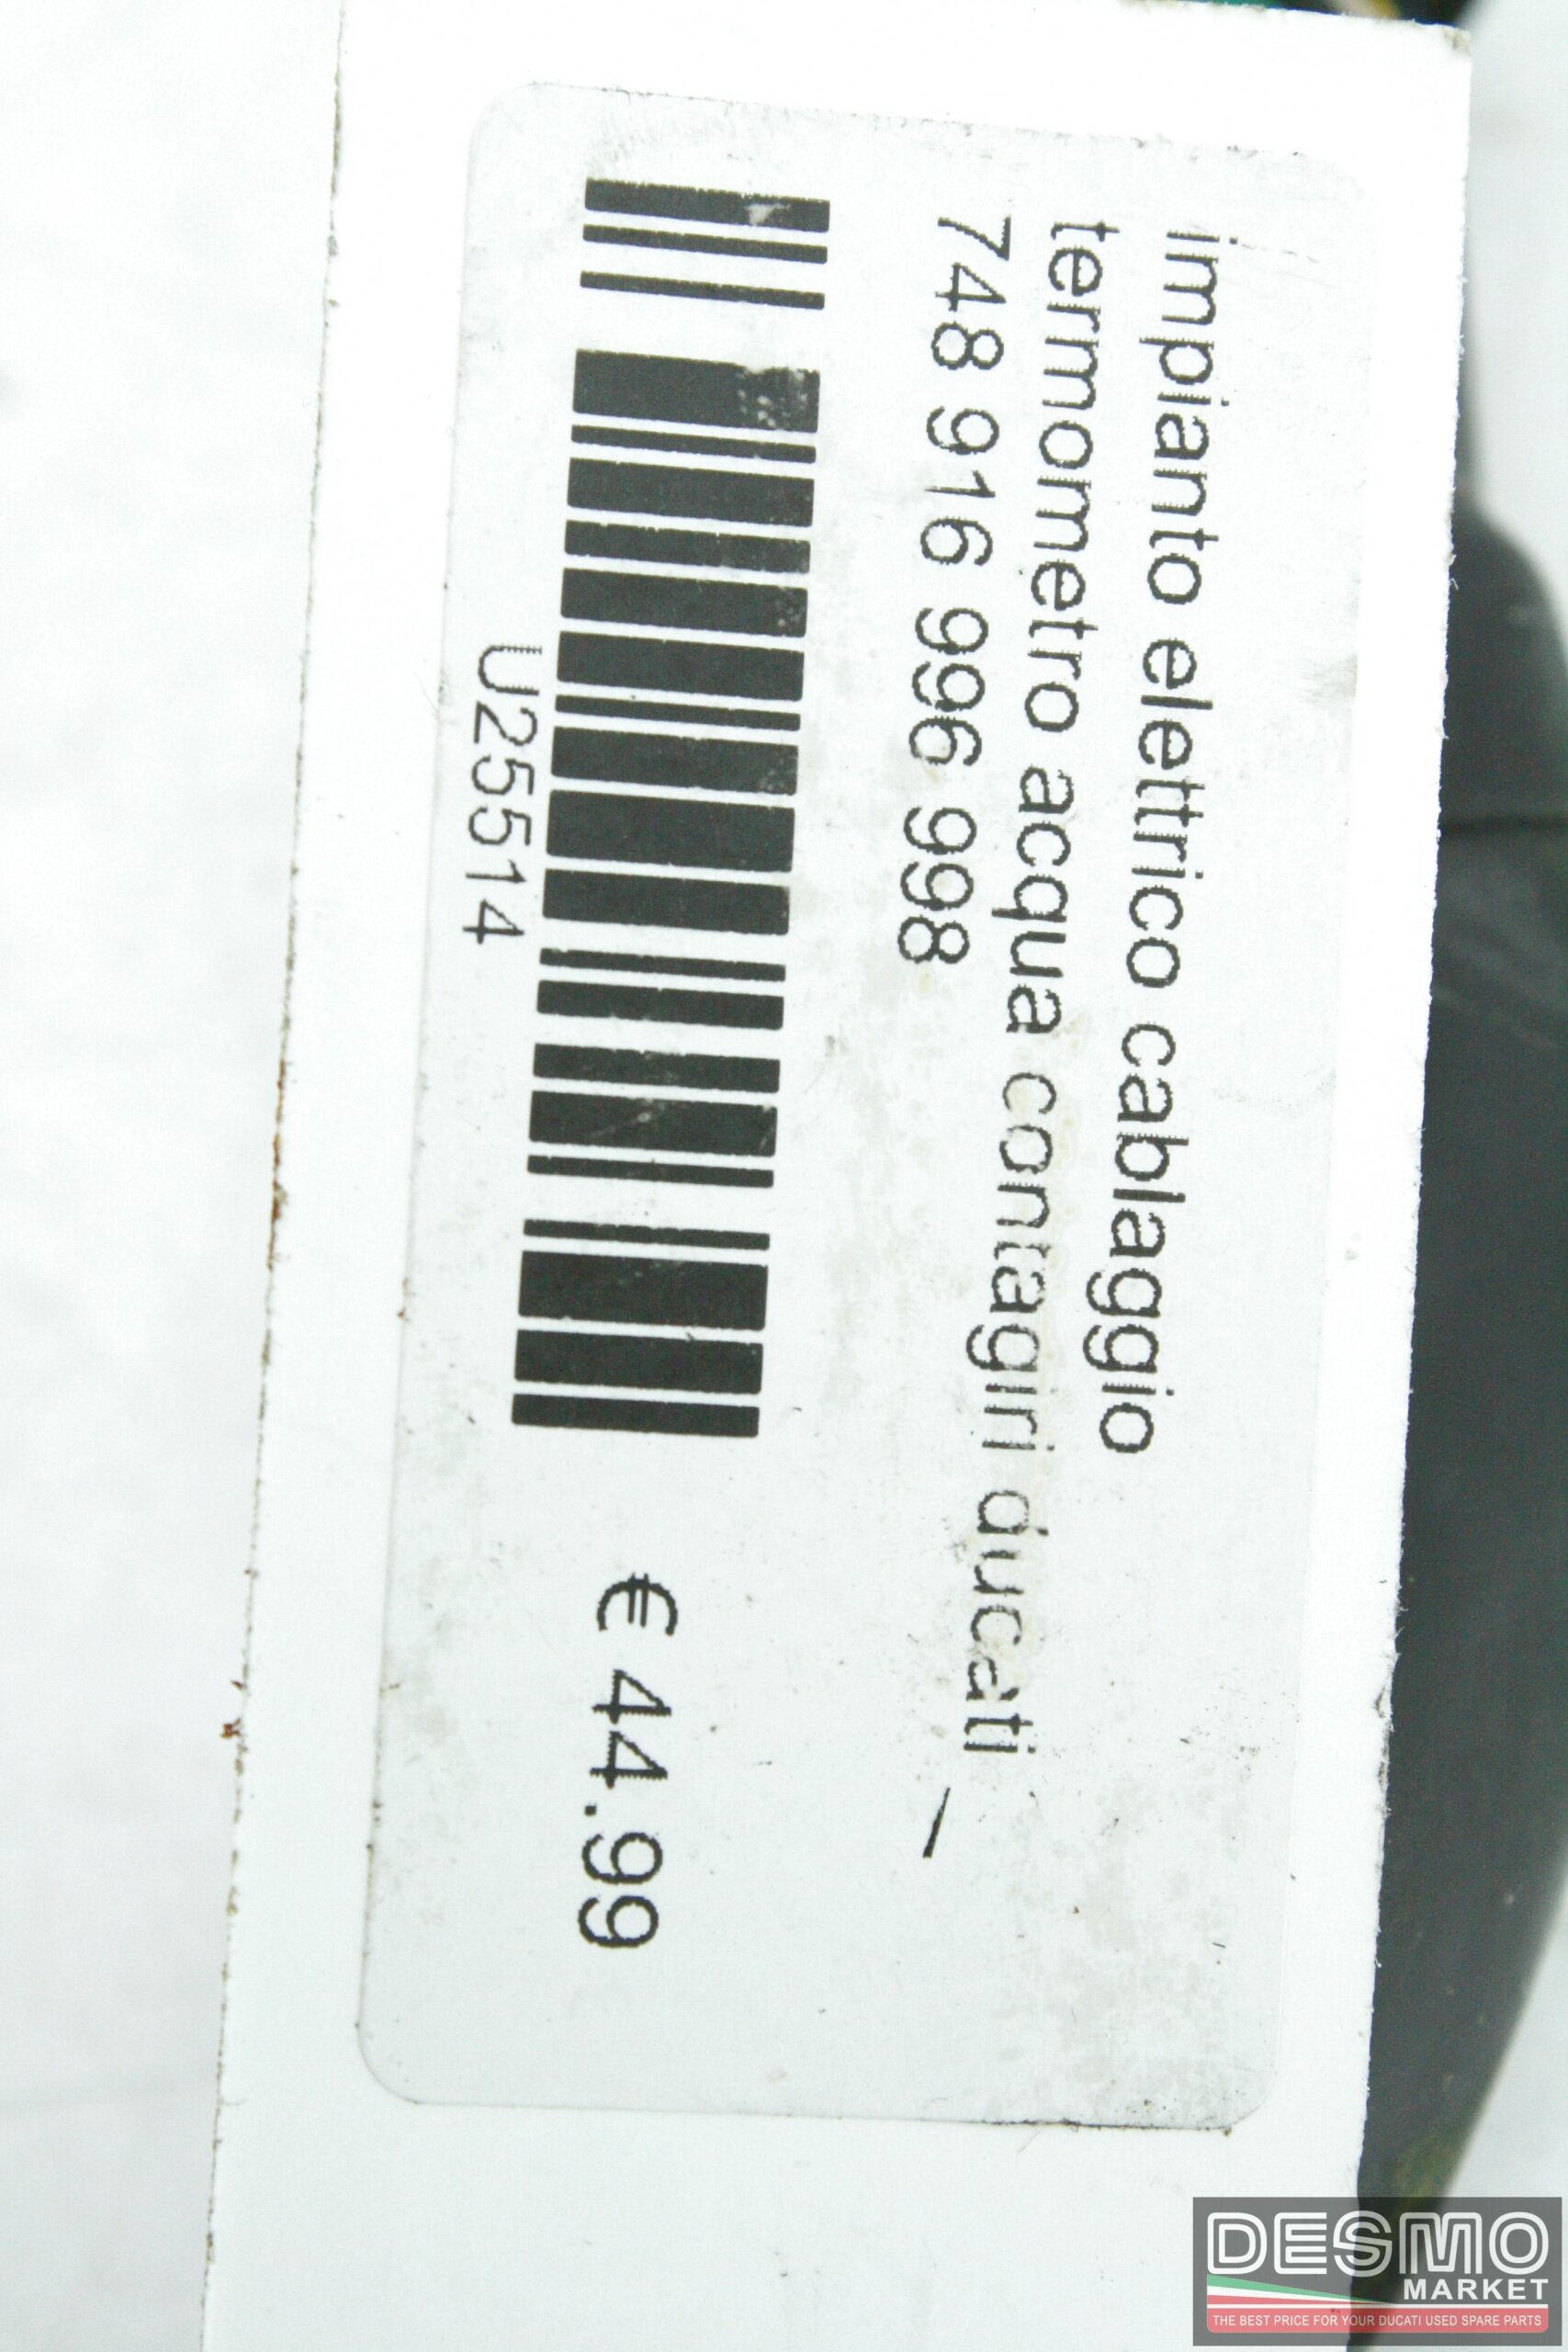 impianto elettrico cablaggio
termometro acqua contagiri ducati
748 916 996 998
U25514
€ 44.99
DESMO
MARKET
THE BEST PRICE FOR YOUR DUCATI USED SPARE PARTS